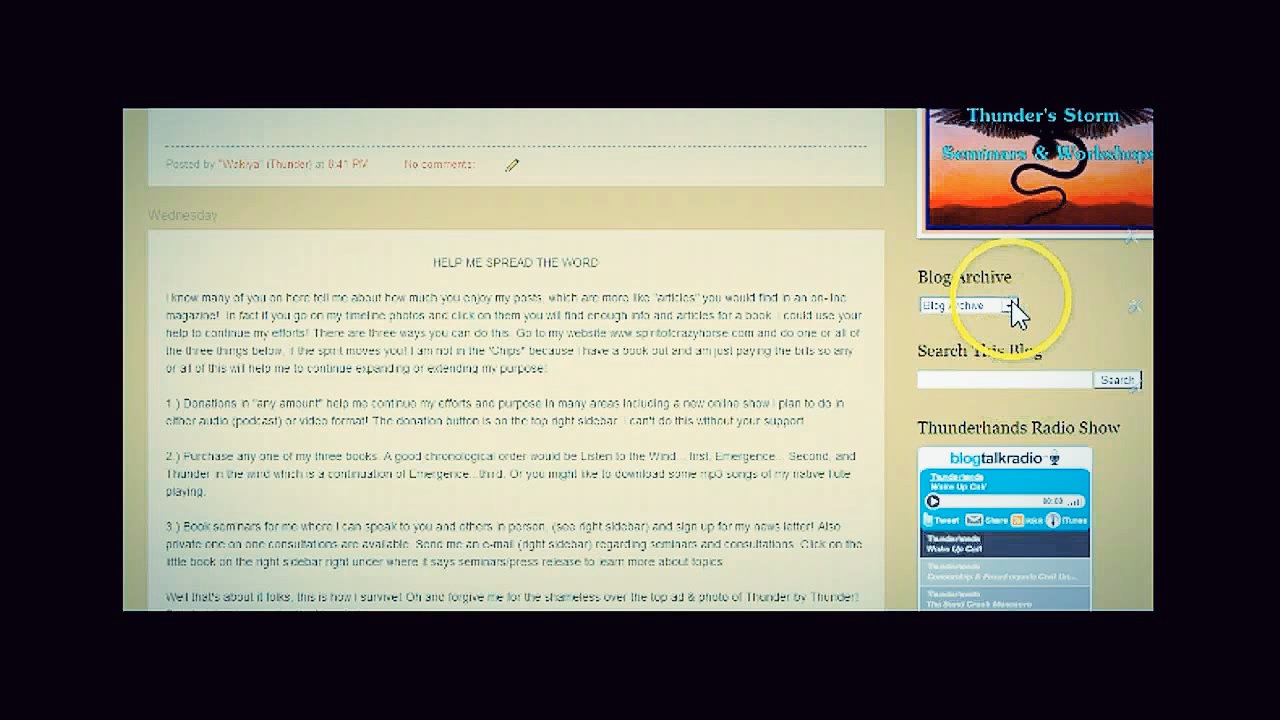 Thunder's Storm
Seminars & Workshops
Posted by "Wakiya" (Thunder) at 8:41 PM No comments:
Wednesday
HELP ME SPREAD THE WORD
I know many of you on here tell me about how much you enjoy my posts, which are more like "articles" you would find in an on-line
magazine! In fact if you go on my timeline photos and click on them you will find enough info and articles for a book. I could use your
help to continue my efforts! There are three ways you can do this. Go to my website www.spiritofcrazyhorse.com and do one or all of
the three things below, if the spirit moves you! I am not in the "Chips" because I have a book out and am just paying the bills so any
or all of this will help me to continue expanding or extending my purpose!
1.) Donations in "any amount" help me continue my efforts and purpose in many areas including a new online show I plan to do in
either audio (podcast) or video format! The donation button is on the top right sidebar. I can't do this without your support.
2.) Purchase any one of my three books. A good chronological order would be Listen to the Wind... first, Emergence... Second, and
Thunder in the wind which is a continuation of Emergence...third. Or you might like to download some mp3 songs of my native flute
playing.
3.) Book seminars for me where I can speak to you and others in person, (see right sidebar) and sign up for my news letter! Also
private one on one consultations are available. Send me an e-mail (right sidebar) regarding seminars and consultations. Click on the
little book on the right sidebar right under where it says seminars/press release to learn more about topics.
Well that's about it folks, this is how I survive! Oh and forgive me for the shameless over the top ad & photo of Thunder by Thunder!
Blog Archive
Blog Archive
Search This Blog
Search
Thunderhands Radio Show
blogtalkradio
Thunderhands
Wake Up Call
00:00
Tweet Share RSS iTunes
Thunderhands
Wake Up Call
Thunderhands
Censorship &
Thunderhands
The Sand Creek Massacre